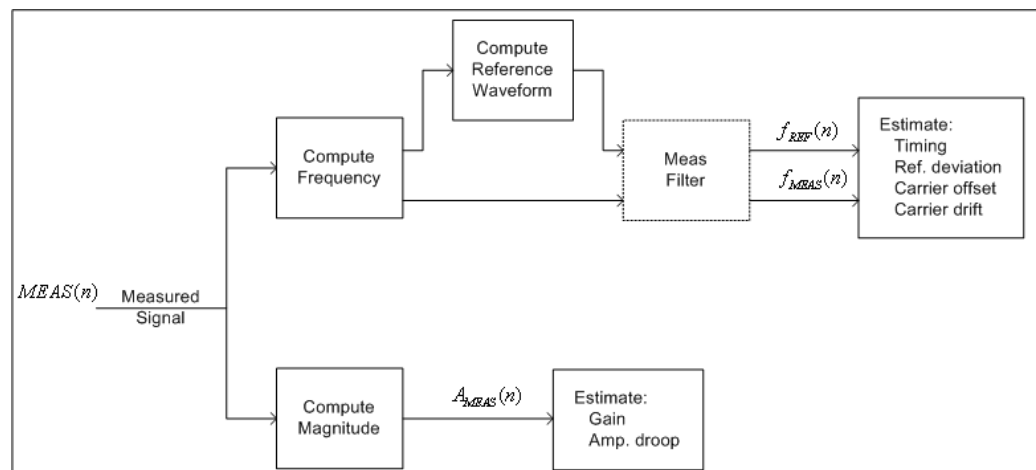 Compute
Reference
Waveform
Compute
Frequency
Meas
Filter
f_REF(n)
f_MEAS(n)
Estimate:
Timing
Ref. deviation
Carrier offset
Carrier drift
MEAS(n)
Measured
Signal
Compute
Magnitude
A_MEAS(n)
Estimate:
Gain
Amp. droop